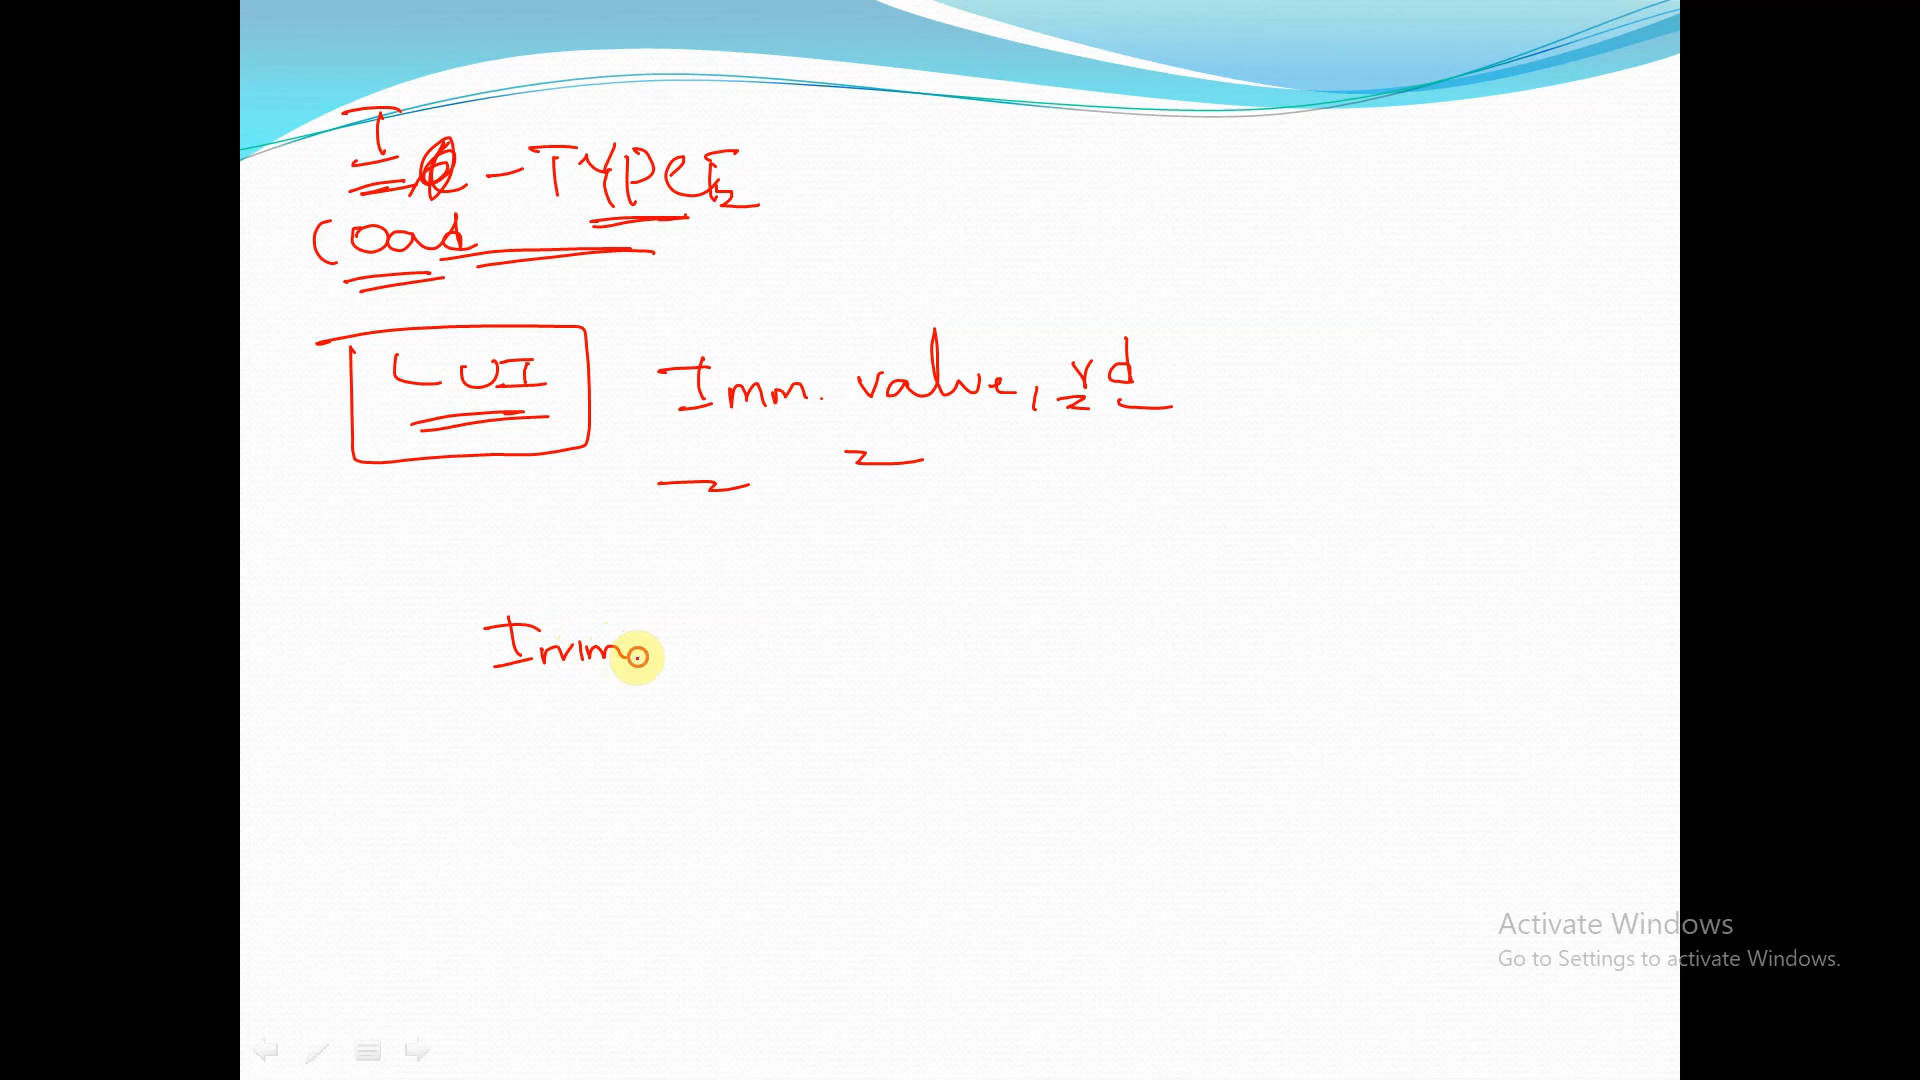 I - TYPE
Load
LUI Imm. value, rd
Imm
Activate Windows
Go to Settings to activate Windows.